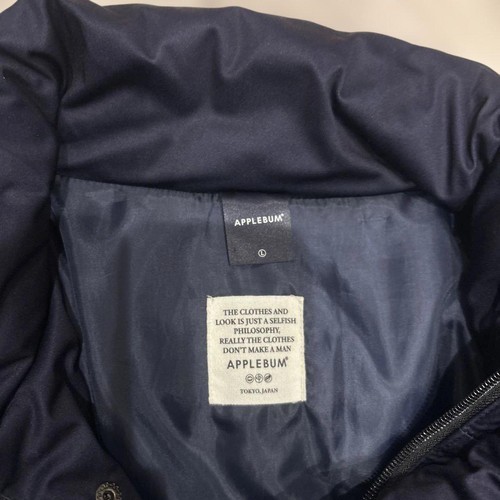 APPLEBUM®
L
THE CLOTHES AND
LOOK IS JUST A SELFISH
PHILOSOPHY,
REALLY THE CLOTHES
DON'T MAKE A MAN
APPLEBUM®
TOKYO, JAPAN